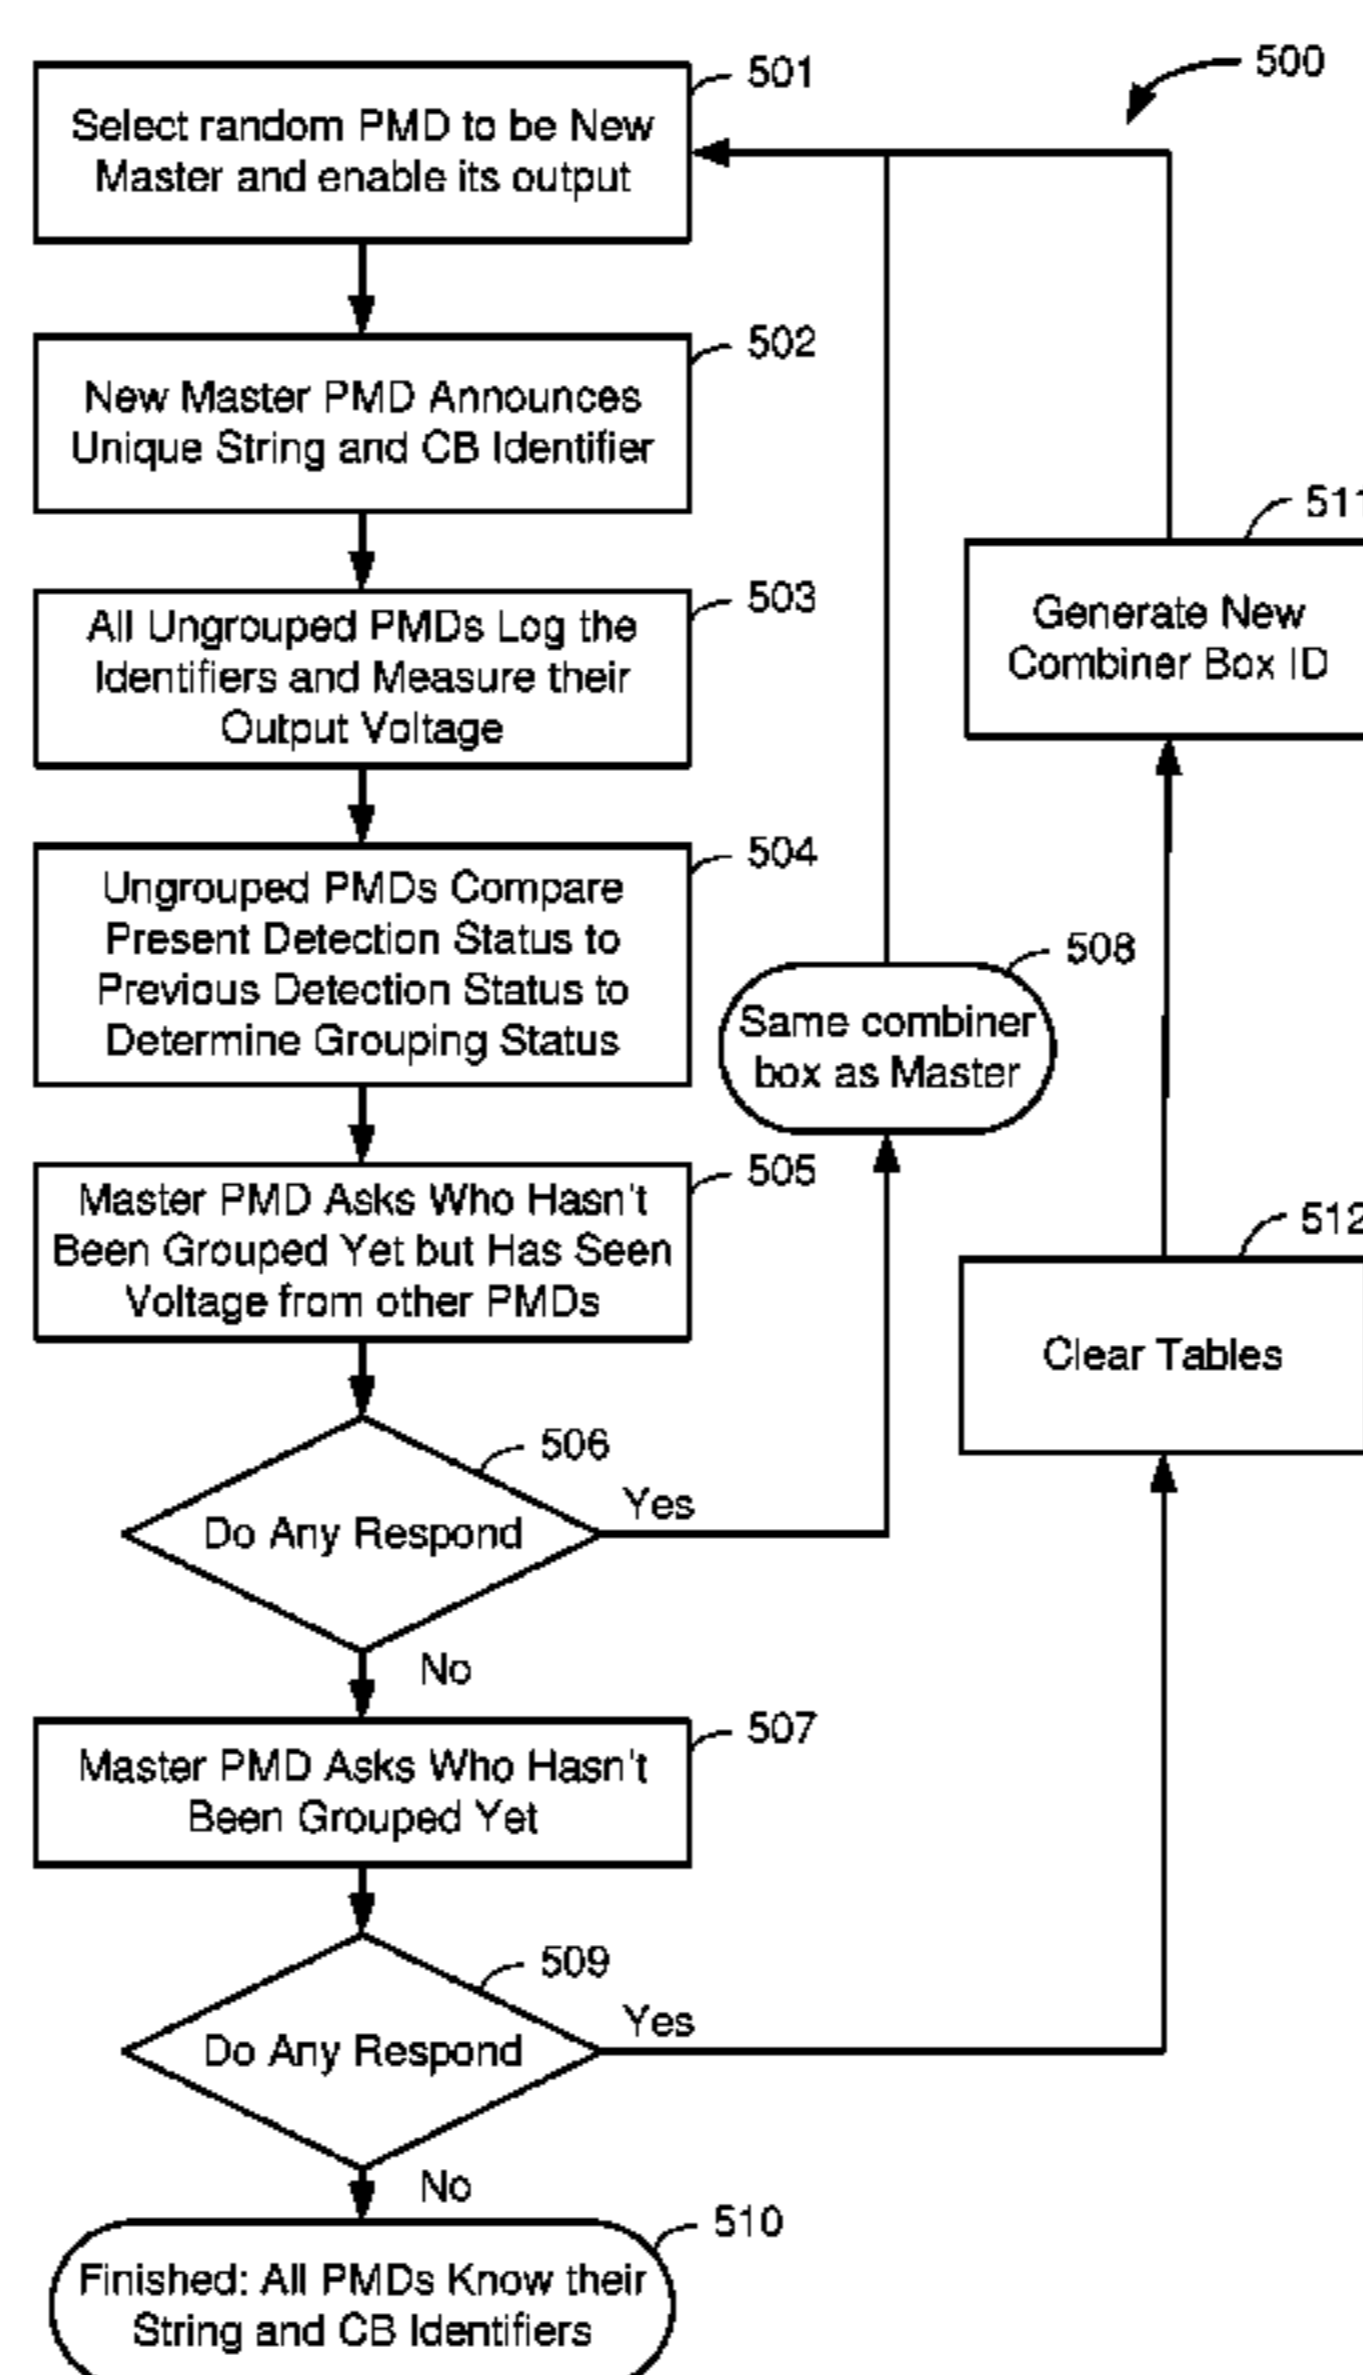 500
501
Select random PMD to be New
Master and enable its output
502
New Master PMD Announces
Unique String and CB Identifier
503
All Ungrouped PMDs Log the
Identifiers and Measure their
Output Voltage
504
Ungrouped PMDs Compare
Present Detection Status to
Previous Detection Status to
Determine Grouping Status
505
Master PMD Asks Who Hasn't
Been Grouped Yet but Has Seen
Voltage from other PMDs
506
Do Any Respond
Yes
No
508
Same combiner
box as Master
507
Master PMD Asks Who Hasn't
Been Grouped Yet
509
Do Any Respond
Yes
No
510
Finished: All PMDs Know their
String and CB Identifiers
511
Generate New
Combiner Box ID
512
Clear Tables